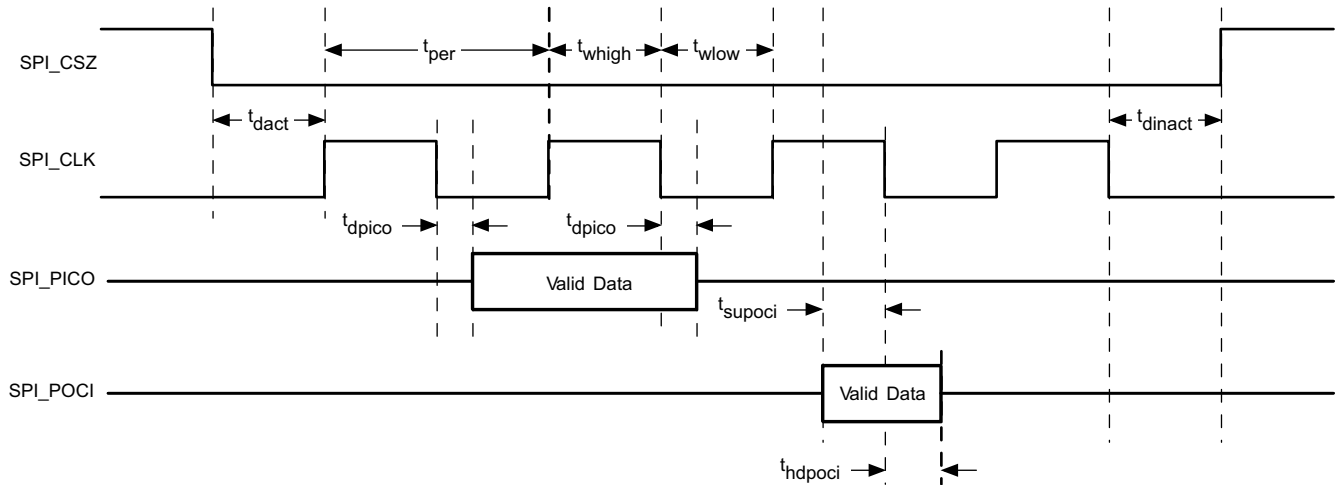 SPI_CSZ
t_per
t_whigh
t_wlow
t_dact
t_dinact
SPI_CLK
t_dpico
t_dpico
SPI_PICO
Valid Data
t_supoci
SPI_POCI
Valid Data
t_hdpoci